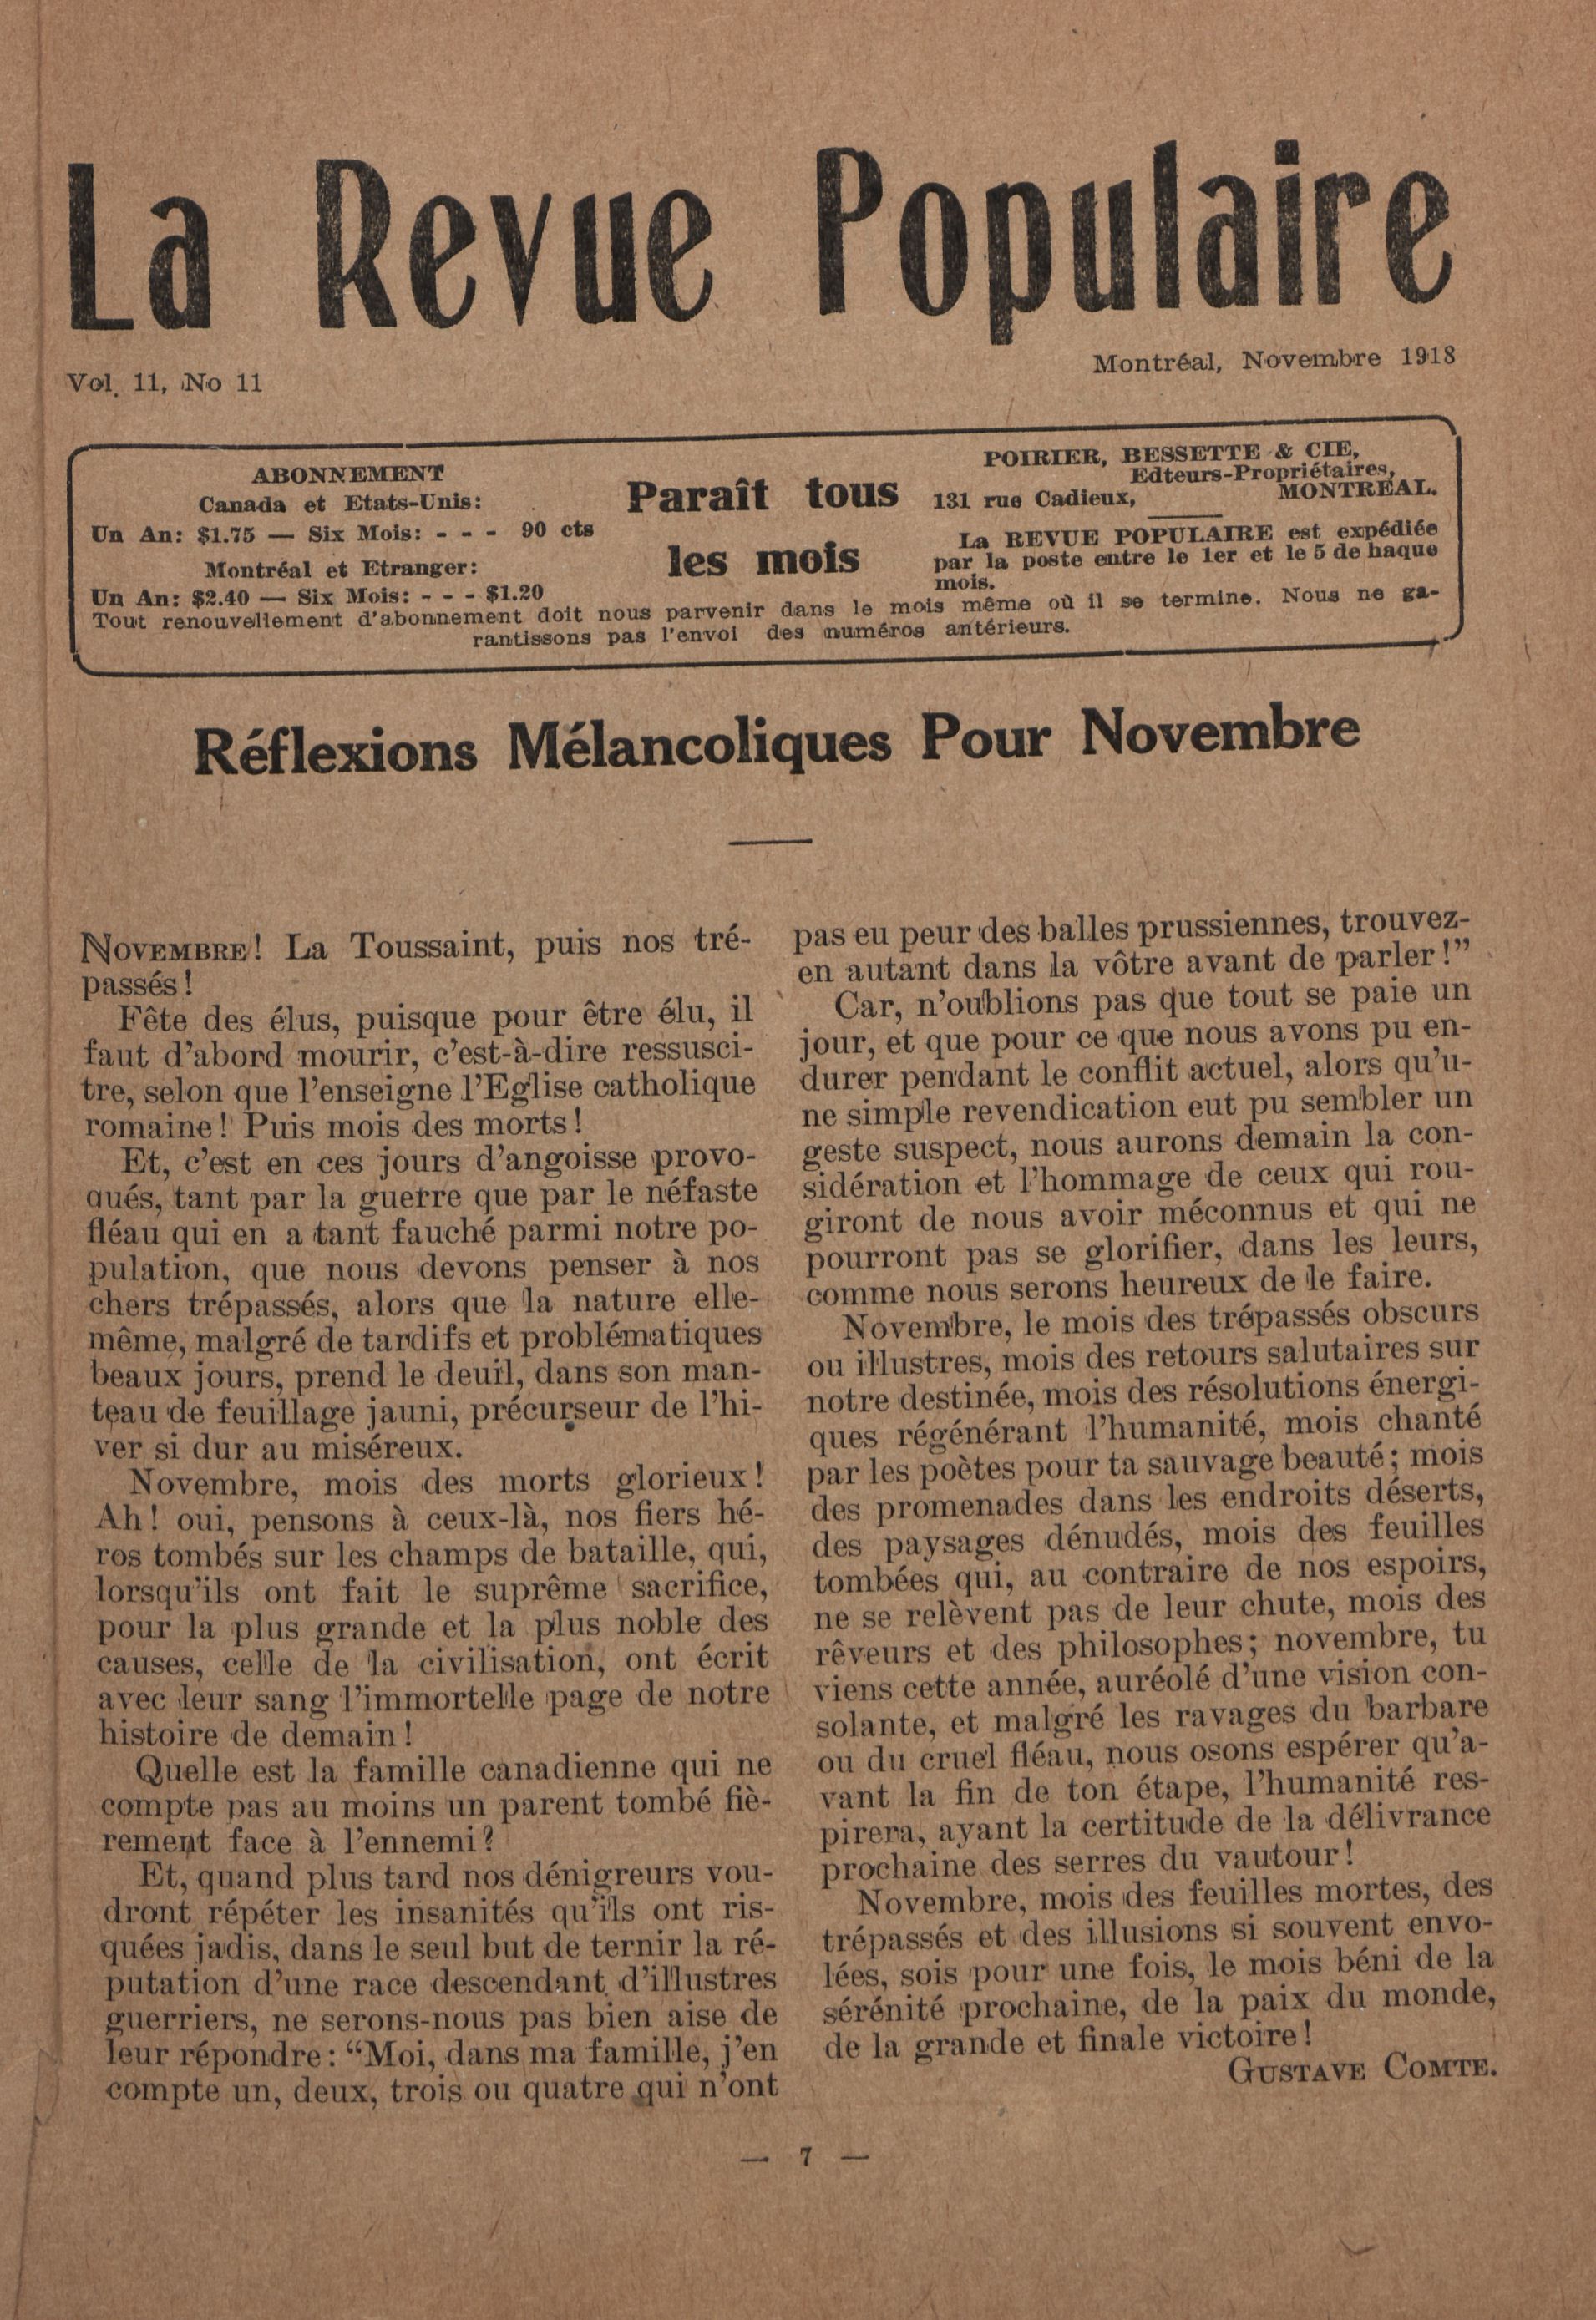 La Revue Populaire
Vol. 11, No 11
Montréal, Novembre 1918
ABONNEMENT
Canada et Etats-Unis:
Un An: $1.75 — Six Mois: - - - 90 cts
Montréal et Etranger:
Un An: $2.40 — Six Mois: - - - $1.20
Paraît tous
les mois
POIRIER, BESSETTE & CIE,
Edteurs-Propriétaires,
131 rue Cadieux, MONTREAL.
La REVUE POPULAIRE est expédiée
par la poste entre le 1er et le 5 de haque
mois.
Tout renouvellement d'abonnement doit nous parvenir dans le mois même où il se termine. Nous ne ga-
rantissons pas l'envoi des numéros antérieurs.
Réflexions Mélancoliques Pour Novembre
NOVEMBRE! La Toussaint, puis nos tré-
passés!
Fête des élus, puisque pour être élu, il
faut d'abord mourir, c'est-à-dire ressusci-
tre, selon que l'enseigne l'Eglise catholique
romaine! Puis mois des morts!
Et, c'est en ces jours d'angoisse provo-
qués, tant par la guerre que par le néfaste
fléau qui en a tant fauché parmi notre po-
pulation, que nous devons penser à nos
chers trépassés, alors que la nature elle-
même, malgré de tardifs et problématiques
beaux jours, prend le deuil, dans son man-
teau de feuillage jauni, précurseur de l'hi-
ver si dur au miséreux.
Novembre, mois des morts glorieux!
Ah! oui, pensons à ceux-là, nos fiers hé-
ros tombés sur les champs de bataille, qui,
lorsqu'ils ont fait le suprême sacrifice,
pour la plus grande et la plus noble des
causes, celle de la civilisation, ont écrit
avec leur sang l'immortelle page de notre
histoire de demain!
Quelle est la famille canadienne qui ne
compte pas au moins un parent tombé fiè-
rement face à l'ennemi?
Et, quand plus tard nos dénigreurs vou-
dront répéter les insanités qu'ils ont ris-
quées jadis, dans le seul but de ternir la ré-
putation d'une race descendant d'illustres
guerriers, ne serons-nous pas bien aise de
leur répondre: "Moi, dans ma famille, j'en
compte un, deux, trois ou quatre qui n'ont
pas eu peur des balles prussiennes, trouvez-
en autant dans la vôtre avant de parler!"
Car, n'oublions pas que tout se paie un
jour, et que pour ce que nous avons pu en-
durer pendant le conflit actuel, alors qu'u-
ne simple revendication eut pu sembler un
geste suspect, nous aurons demain la con-
sidération et l'hommage de ceux qui rou-
giront de nous avoir méconnus et qui ne
pourront pas se glorifier, dans les leurs,
comme nous serons heureux de le faire.
Novembre, le mois des trépassés obscurs
ou illustres, mois des retours salutaires sur
notre destinée, mois des résolutions énergi-
ques régénérant l'humanité, mois chanté
par les poètes pour ta sauvage beauté; mois
des promenades dans les endroits déserts,
des paysages dénudés, mois des feuilles
tombées qui, au contraire de nos espoirs,
ne se relèvent pas de leur chute, mois des
rêveurs et des philosophes; novembre, tu
viens cette année, auréolé d'une vision con-
solante, et malgré les ravages du barbare
ou du cruel fléau, nous osons espérer qu'a-
vant la fin de ton étape, l'humanité res-
pirera, ayant la certitude de la délivrance
prochaine des serres du vautour!
Novembre, mois des feuilles mortes, des
trépassés et des illusions si souvent envo-
lées, sois pour une fois, le mois béni de la
sérénité prochaine, de la paix du monde,
de la grande et finale victoire!
GUSTAVE COMTE.
— 7 —